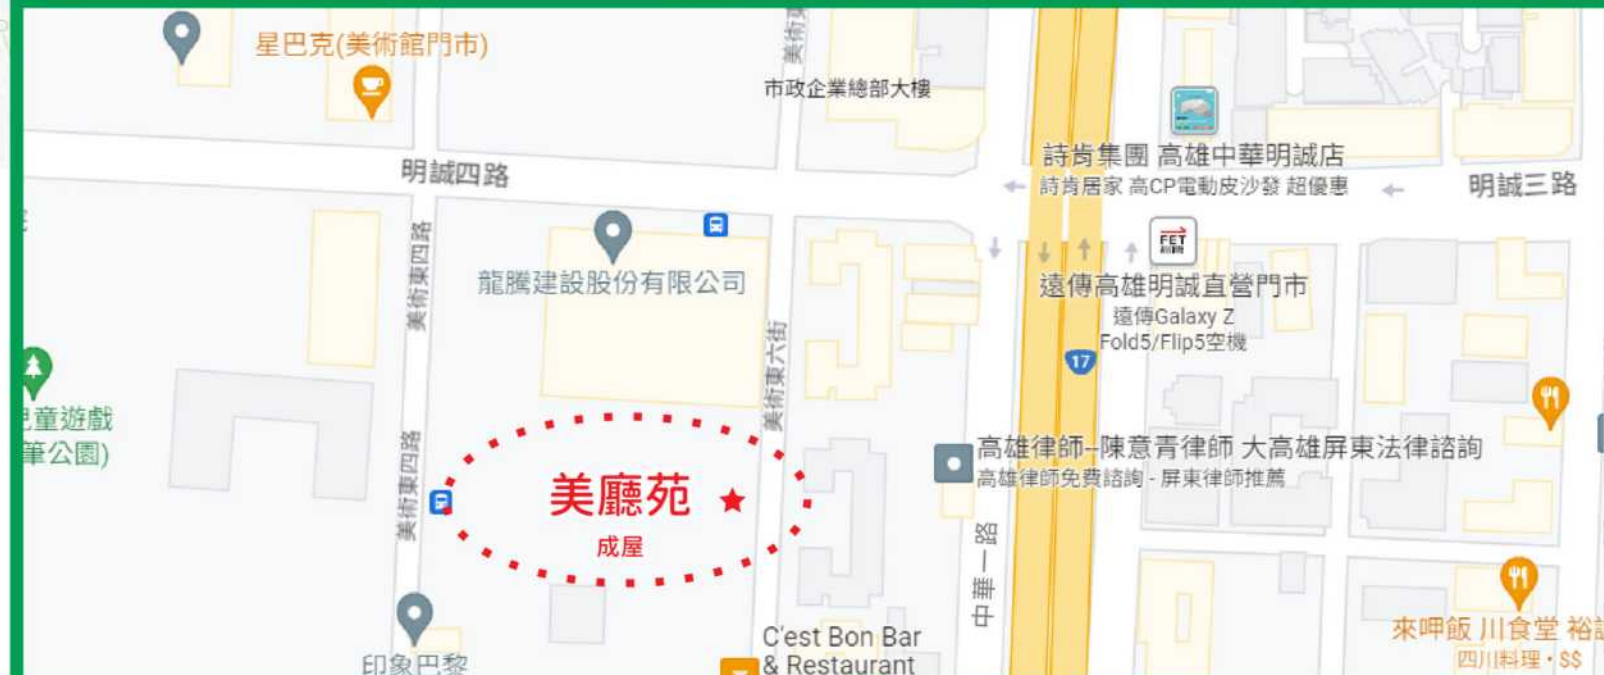 星巴克(美術館門市)
市政企業總部大樓
明誠四路
詩肯集團 高雄中華明誠店
詩肯居家 高CP電動皮沙發 超優惠
明誠三路
美術東四路
龍騰建設股份有限公司
FET
遠傳高雄明誠直營門市
遠傳Galaxy Z
Fold5/Flip5空機
17
美術東六街
童遊戲
筆公園)
美術東四路
美廳苑
成屋
高雄律師–陳意青律師 大高雄屏東法律諮詢
高雄律師免費諮詢 - 屏東律師推薦
中華一路
印象巴黎
C'est Bon Bar
& Restaurant
來呷飯 川食堂 裕
四川料理・$$